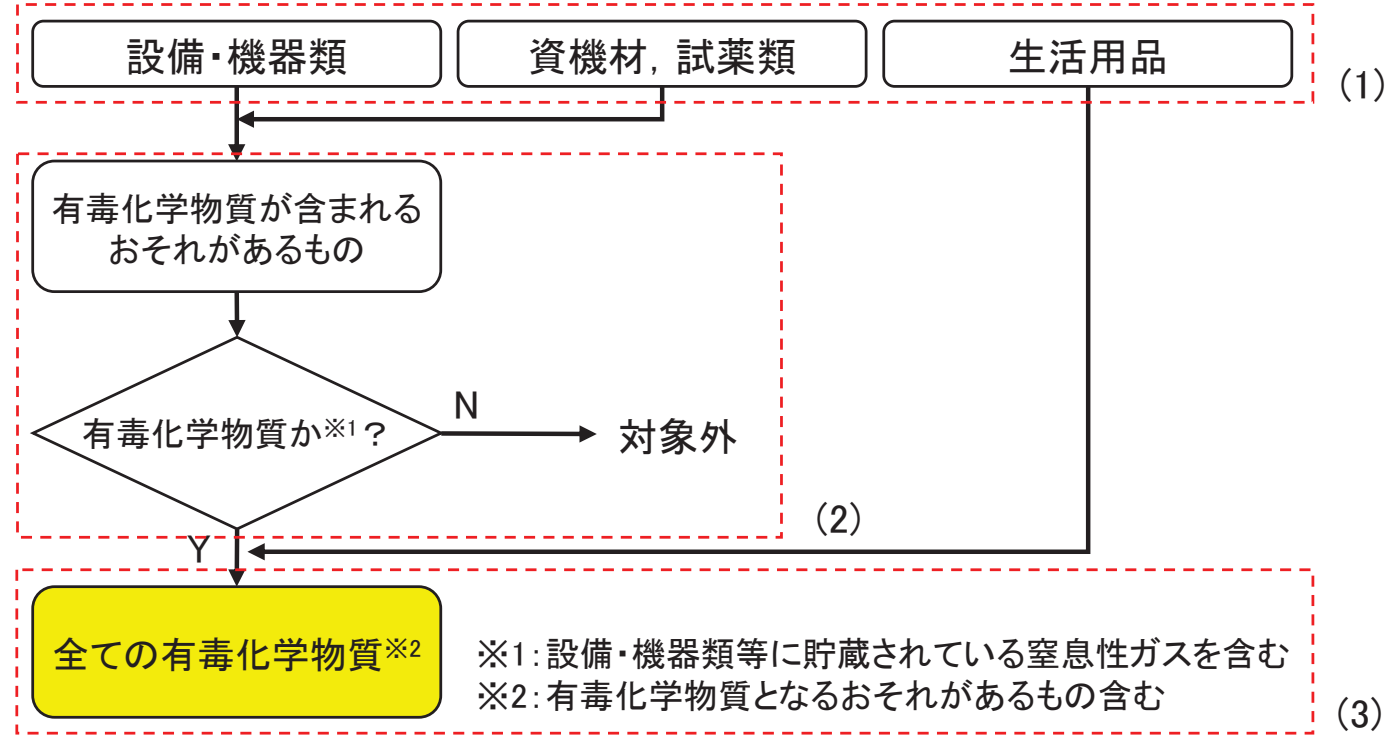 設備・機器類
資機材，試薬類
生活用品
(1)
有毒化学物質が含まれる
おそれがあるもの
有毒化学物質か※1？
N
対象外
(2)
Y
全ての有毒化学物質※2
※1：設備・機器類等に貯蔵されている窒息性ガスを含む
※2：有毒化学物質となるおそれがあるもの含む
(3)